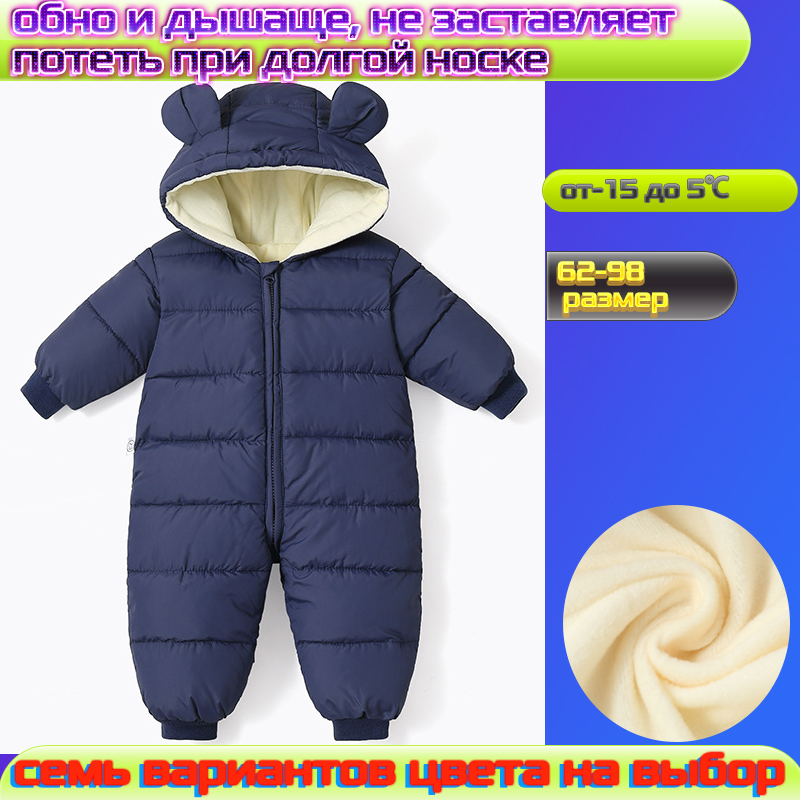 обно и дышаще, не заставляет
потеть при долгой носке
от-15 до 5℃
62-98
размер
семь вариантов цвета на выбор